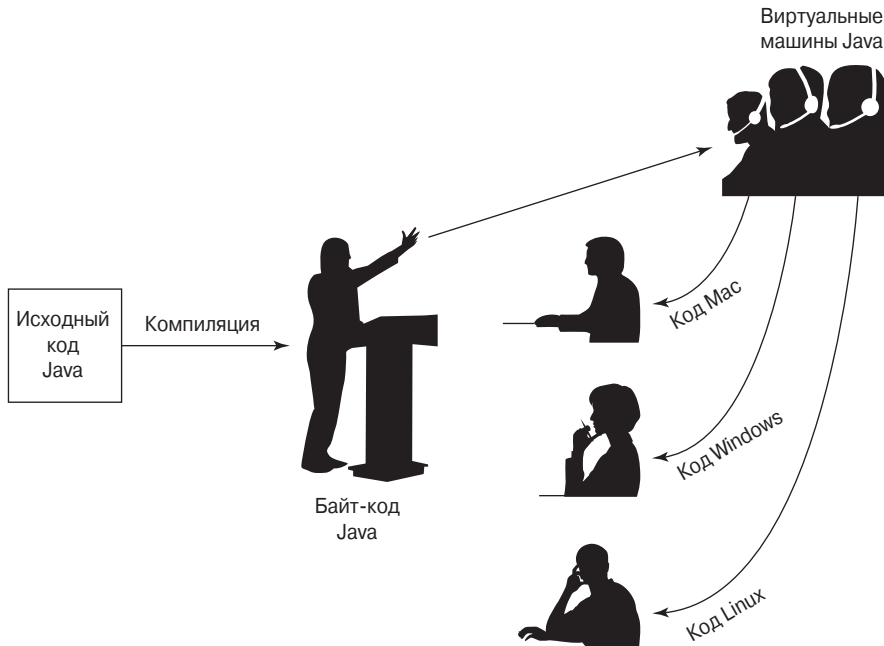 Виртуальные
машины Java
Исходный
код
Java
Компиляция
Байт-код
Java
Код Mac
Код Windows
Код Linux